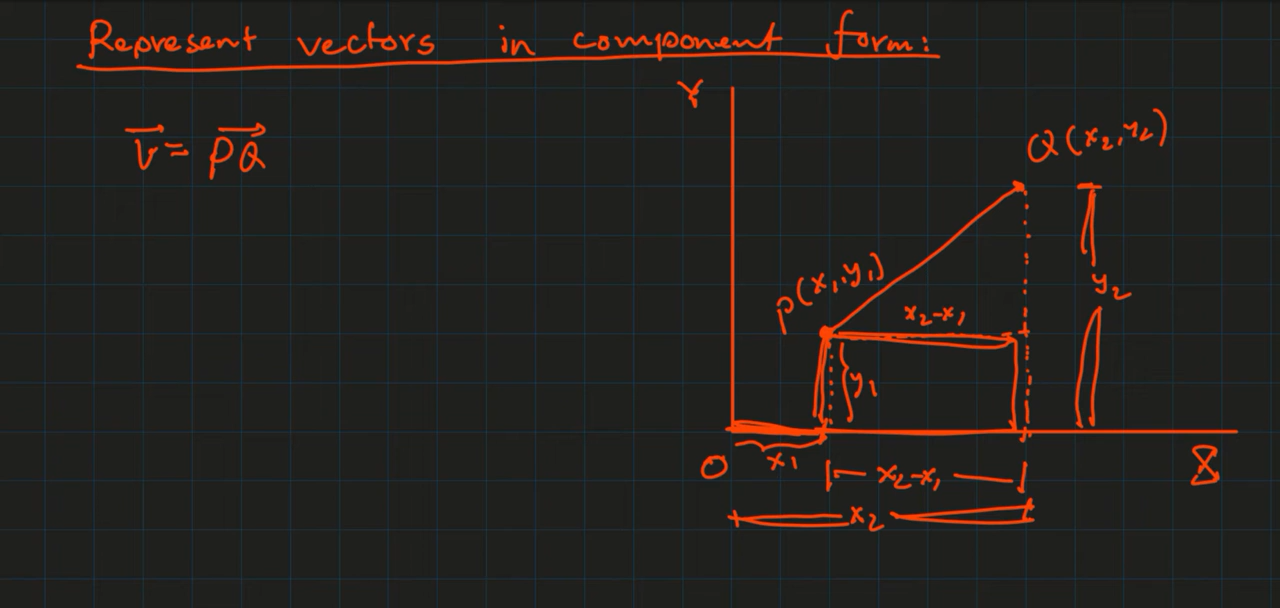 Represent vectors in component form:
Y
Q(x₂,y₂)
v⃗ = PQ⃗
P(x₁,y₁)
y₂
x₂-x₁
y₁
O
x₁
x₂-x₁
X
x₂